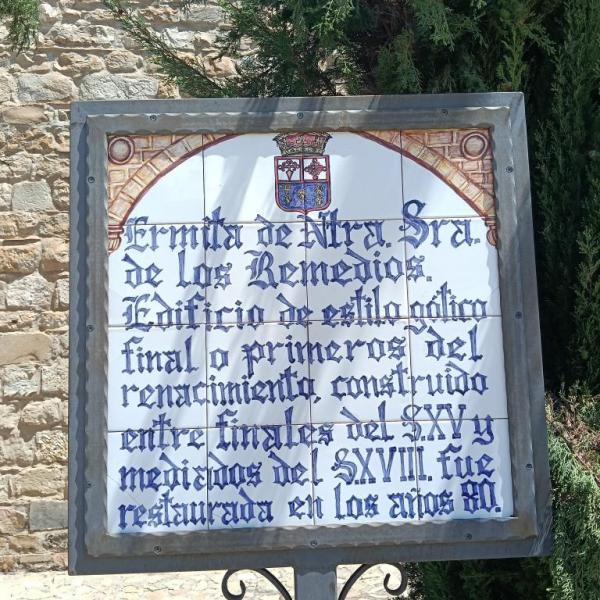 Ermita de Ntra. Sra.
de los Remedios.
Edificio de estilo gótico
final o primeros del
renacimiento, construido
entre finales del S.XV y
mediados del S.XVIII. fue
restaurada en los años 80.